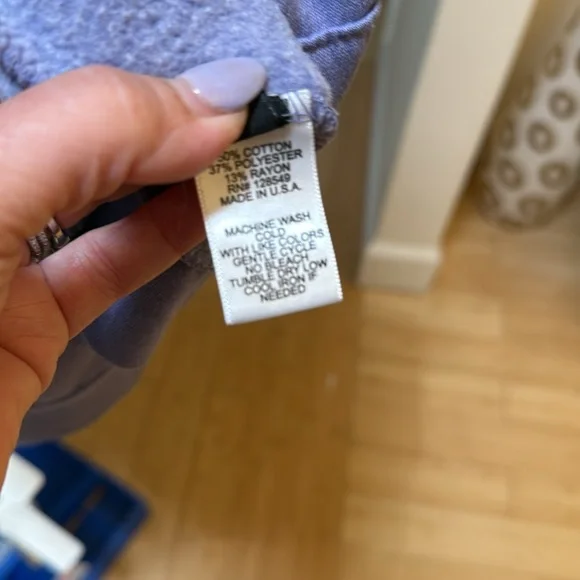 50% COTTON
37% POLYESTER
13% RAYON
RN# 128549
MADE IN U.S.A.
MACHINE WASH
COLD
WITH LIKE COLORS
GENTLE CYCLE
NO BLEACH
TUMBLE DRY LOW
COOL IRON IF
NEEDED